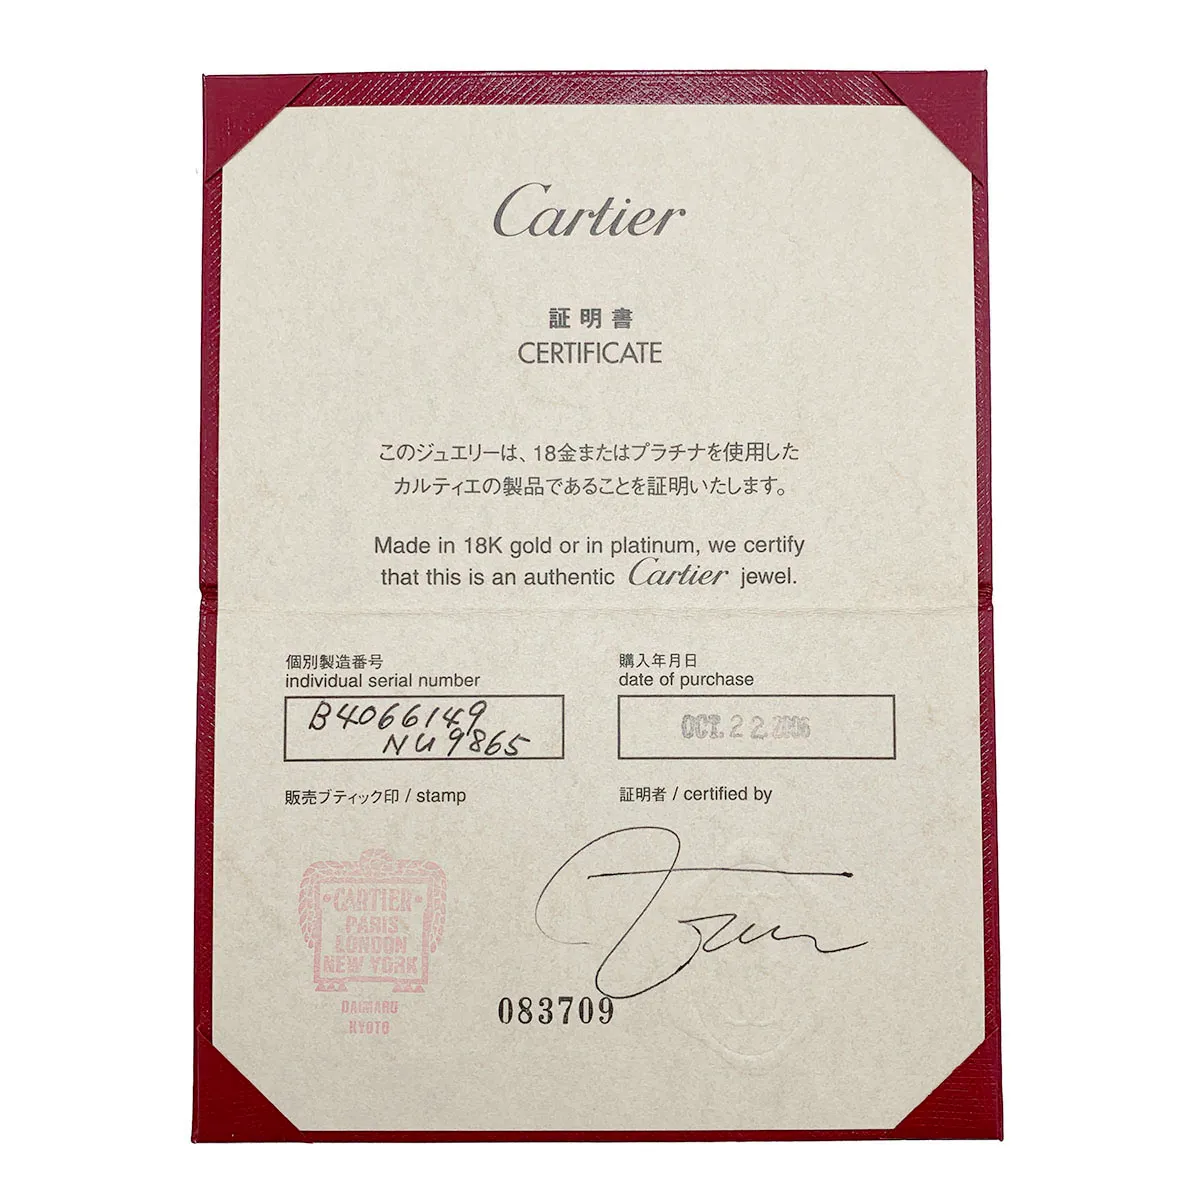 Cartier
証明書
CERTIFICATE
このジュエリーは、18金またはプラチナを使用した
カルティエの製品であることを証明いたします。
Made in 18K gold or in platinum, we certify
that this is an authentic Cartier jewel.
個別製造番号
individual serial number
B4066149
NU9865
購入年月日
date of purchase
OCT. 22 2006
販売ブティック印 / stamp
証明者 / certified by
CARTIER
PARIS
LONDON
NEW YORK
DAIMARU
KYOTO
083709